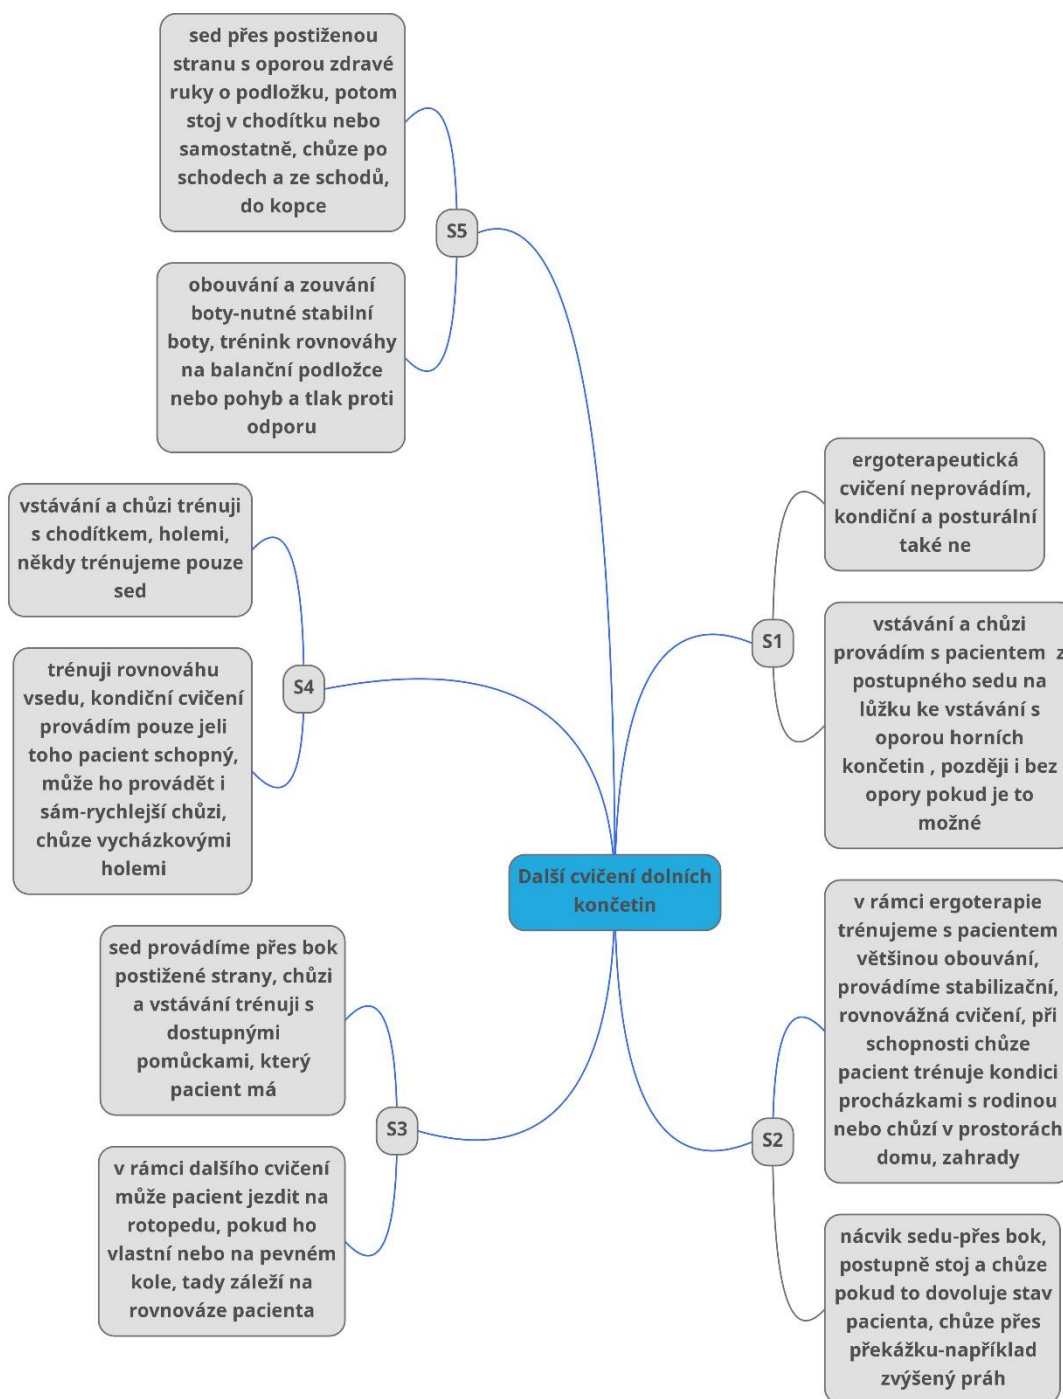 sed přes postiženou
stranu s oporou zdravé
ruky o podložku, potom
stoj v chodítku nebo
samostatně, chůze po
schodech a ze schodů,
do kopce
S5
obouvání a zouvání
boty-nutné stabilní
boty, trénink rovnováhy
na balanční podložce
nebo pohyb a tlak proti
odporu
vstávání a chůzi trénuji
s chodítkem, holemi,
někdy trénujeme pouze
sed
S4
trénuji rovnováhu
vsedu, kondiční cvičení
provádím pouze jeli
toho pacient schopný,
může ho provádět i
sám-rychlejší chůzi,
chůze vycházkovými
holemi
sed provádíme přes bok
postižené strany, chůzi
a vstávání trénuji s
dostupnými
pomůckami, který
pacient má
S3
v rámci dalšího cvičení
může pacient jezdit na
rotopedu, pokud ho
vlastní nebo na pevném
kole, tady záleží na
rovnováze pacienta
Další cvičení dolních
končetin
ergoterapeutická
cvičení neprovádím,
kondiční a posturální
také ne
S1
vstávání a chůzi
provádím s pacientem z
postupného sedu na
lůžku ke vstávání s
oporou horních
končetin , později i bez
opory pokud je to
možné
v rámci ergoterapie
trénujeme s pacientem
většinou obouvání,
provádíme stabilizační,
rovnovážná cvičení, při
schopnosti chůze
pacient trénuje kondici
procházkami s rodinou
nebo chůzí v prostorách
domu, zahrady
S2
nácvik sedu-přes bok,
postupně stoj a chůze
pokud to dovoluje stav
pacienta, chůze přes
překážku-například
zvýšený práh